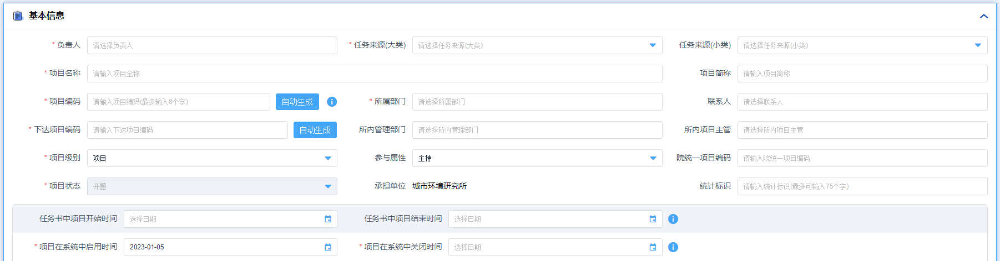 基本信息
* 负责人 请选择负责人 * 任务来源(大类) 请选择任务来源(大类) 任务来源(小类) 请选择任务来源(小类)
* 项目名称 请输入项目全称 项目简称 请输入项目简称
* 项目编码 请输入项目编码(最多输入8个字) 自动生成 * 所属部门 请选择所属部门 联系人 请选择联系人
* 下达项目编码 请输入下达项目编码 自动生成 所内管理部门 请选择所内管理部门 所内项目主管 请选择所内项目主管
* 项目级别 项目 参与属性 主持 院统一项目编码 请输入院统一项目编码
* 项目状态 开题 承担单位 城市环境研究所 统计标识 请输入统计标识(最多可输入75个字)
任务书中项目开始时间 选择日期 任务书中项目结束时间 选择日期
* 项目在系统中启用时间 2023-01-05 * 项目在系统中关闭时间 选择日期